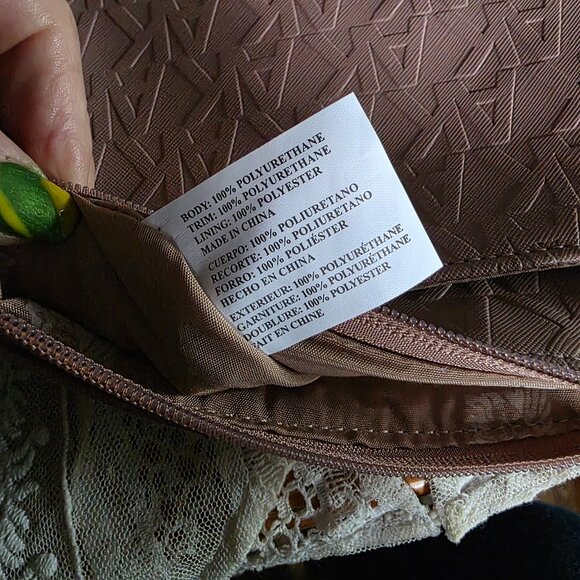 BODY: 100% POLYURETHANE
TRIM: 100% POLYURETHANE
LINING: 100% POLYESTER
MADE IN CHINA
CUERPO: 100% POLIURETANO
RECORTE: 100% POLIURETANO
FORRO: 100% POLIÉSTER
HECHO EN CHINA
EXTERIEUR: 100% POLYURÉTHANE
GARNITURE: 100% POLYURÉTHANE
DOUBLURE: 100% POLYESTER
FAIT EN CHINE